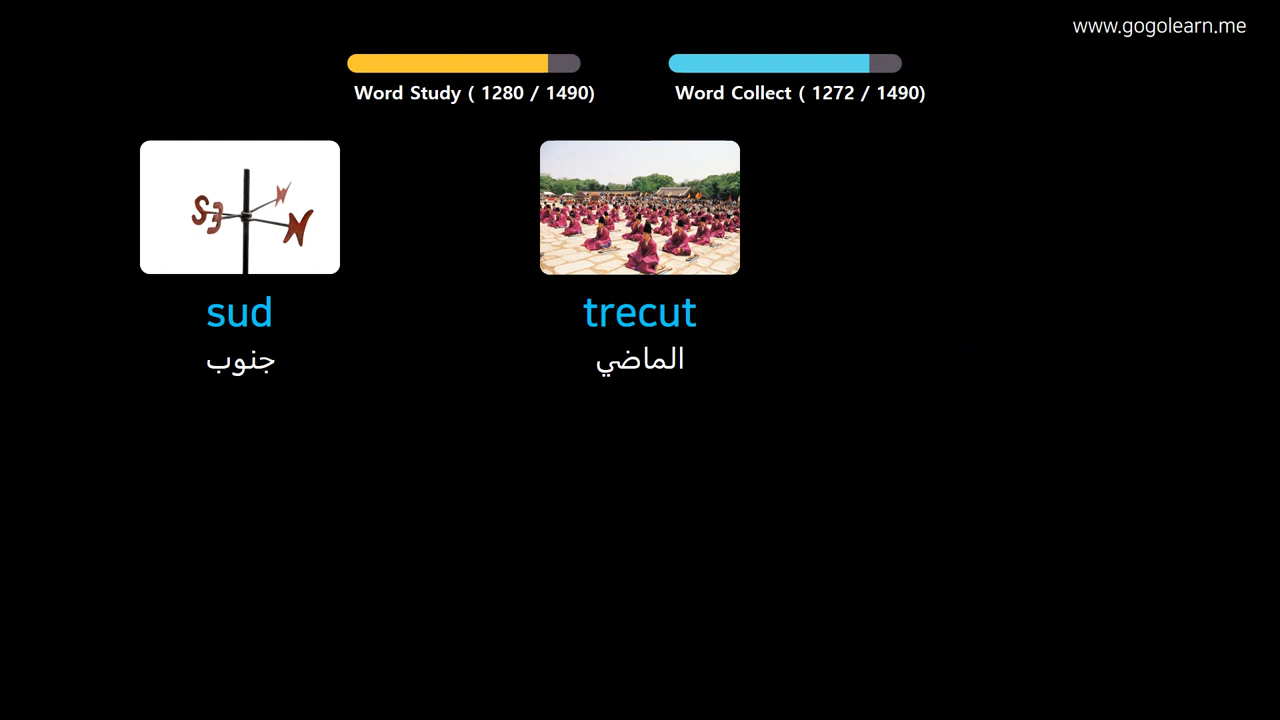 www.gogolearn.me
Word Study ( 1280 / 1490)
Word Collect ( 1272 / 1490)
S E N N
sud
trecut
جنوب
الماضي